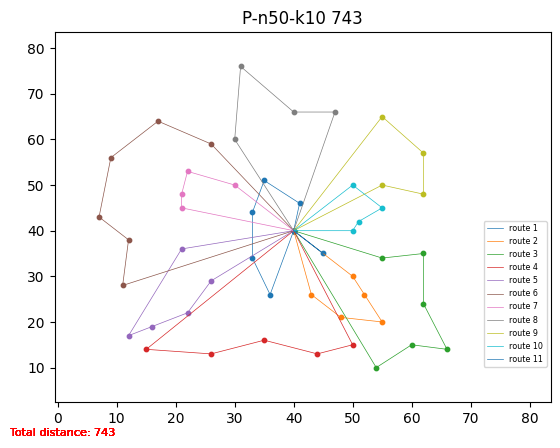 P-n50-k10 743
80
70
60
50
40
30
20
10
0 10 20 30 40 50 60 70 80
route 1
route 2
route 3
route 4
route 5
route 6
route 7
route 8
route 9
route 10
route 11
Total distance: 743